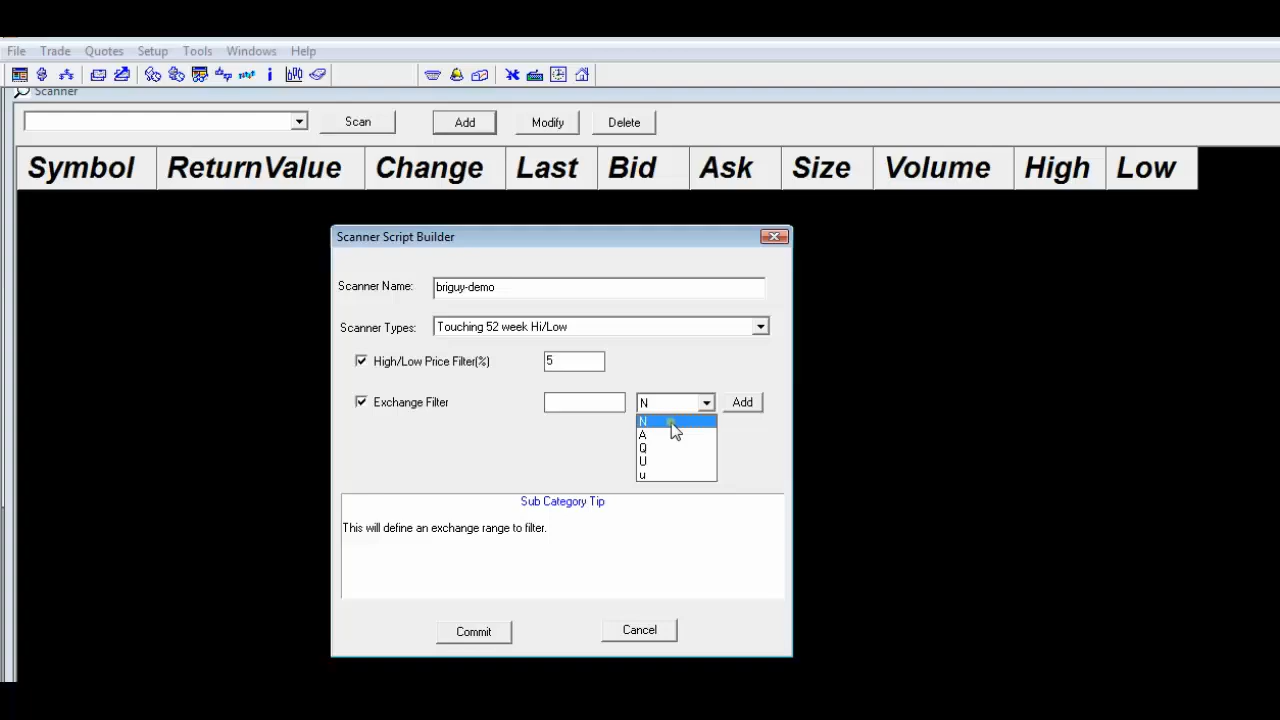 File Trade Quotes Setup Tools Windows Help
Scanner
Scan Add Modify Delete
Symbol ReturnValue Change Last Bid Ask Size Volume High Low
Scanner Script Builder
Scanner Name: briguy-demo
Scanner Types: Touching 52 week Hi/Low
High/Low Price Filter(%) 5
Exchange Filter N Add
N
A
Q
U
u
Sub Category Tip
This will define an exchange range to filter.
Commit Cancel